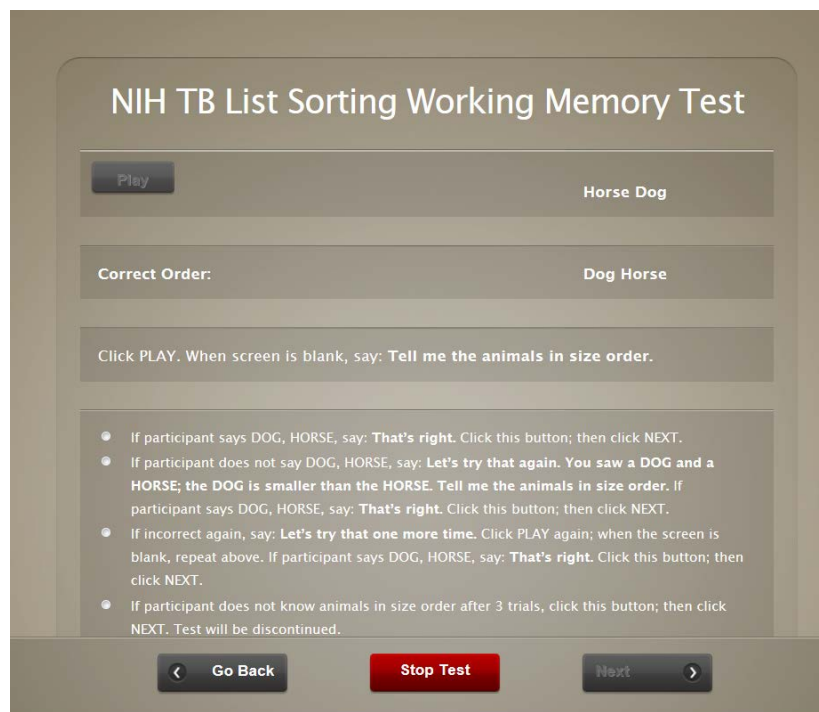 NIH TB List Sorting Working Memory Test
Play
Horse Dog
Correct Order: Dog Horse
Click PLAY. When screen is blank, say: Tell me the animals in size order.
If participant says DOG, HORSE, say: That's right. Click this button; then click NEXT.
If participant does not say DOG, HORSE, say: Let's try that again. You saw a DOG and a
HORSE; the DOG is smaller than the HORSE. Tell me the animals in size order. If
participant says DOG, HORSE, say: That's right. Click this button; then click NEXT.
If incorrect again, say: Let's try that one more time. Click PLAY again; when the screen is
blank, repeat above. If participant says DOG, HORSE, say: That's right. Click this button; then
click NEXT.
If participant does not know animals in size order after 3 trials, click this button; then click
NEXT. Test will be discontinued.
Go Back Stop Test Next